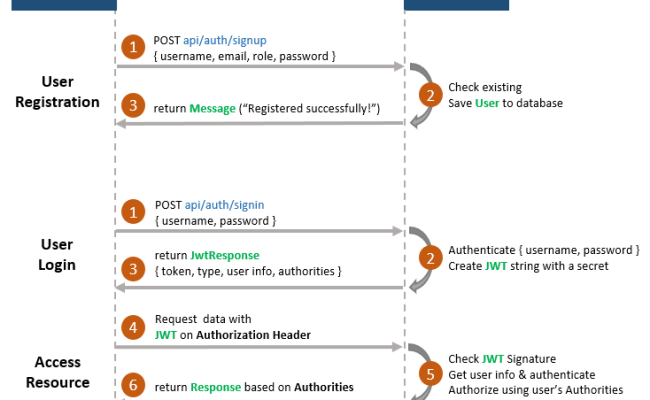 1 POST api/auth/signup
{ username, email, role, password }
User
Registration
2 Check existing
Save User to database
3 return Message (“Registered successfully!”)
1 POST api/auth/signin
{ username, password }
User
Login
2 Authenticate { username, password }
Create JWT string with a secret
3 return JwtResponse
{ token, type, user info, authorities }
4 Request data with
JWT on Authorization Header
Access
Resource
5 Check JWT Signature
Get user info & authenticate
Authorize using user’s Authorities
6 return Response based on Authorities